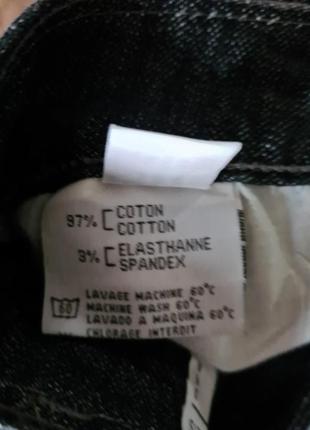 97% COTON
COTTON
3% ELASTHANNE
SPANDEX
60
LAVAGE MACHINE 60°C
MACHINE WASH 60°C
LAVADO A MAQUINA 60°C
CHLORAGE INTERDIT